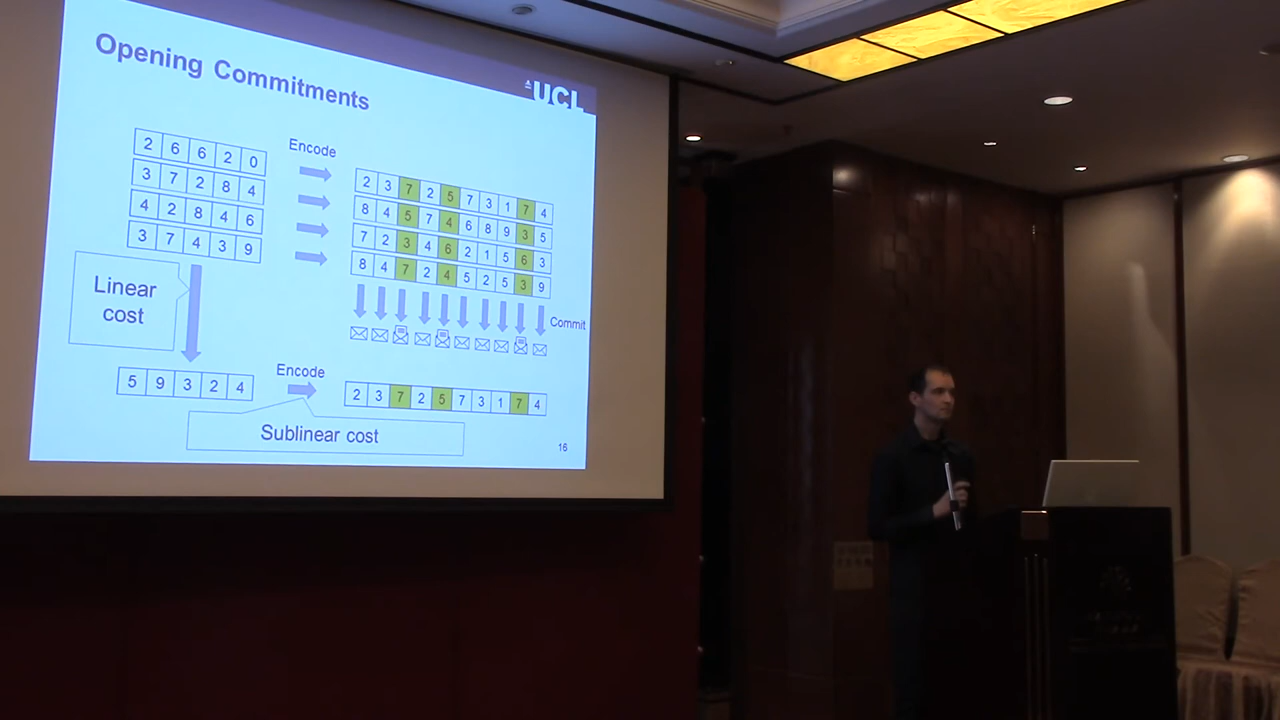 Opening Commitments
UCL
2 6 6 2 0
3 7 2 8 4
4 2 8 4 6
3 7 4 3 9
Encode
2 3 7 2 5 7 3 1 7 4
8 4 5 7 4 6 8 9 3 5
7 2 3 4 6 2 1 5 6 3
8 4 7 2 4 5 2 5 3 9
Linear
cost
Commit
5 9 3 2 4
Encode
2 3 7 2 5 7 3 1 7 4
Sublinear cost
16